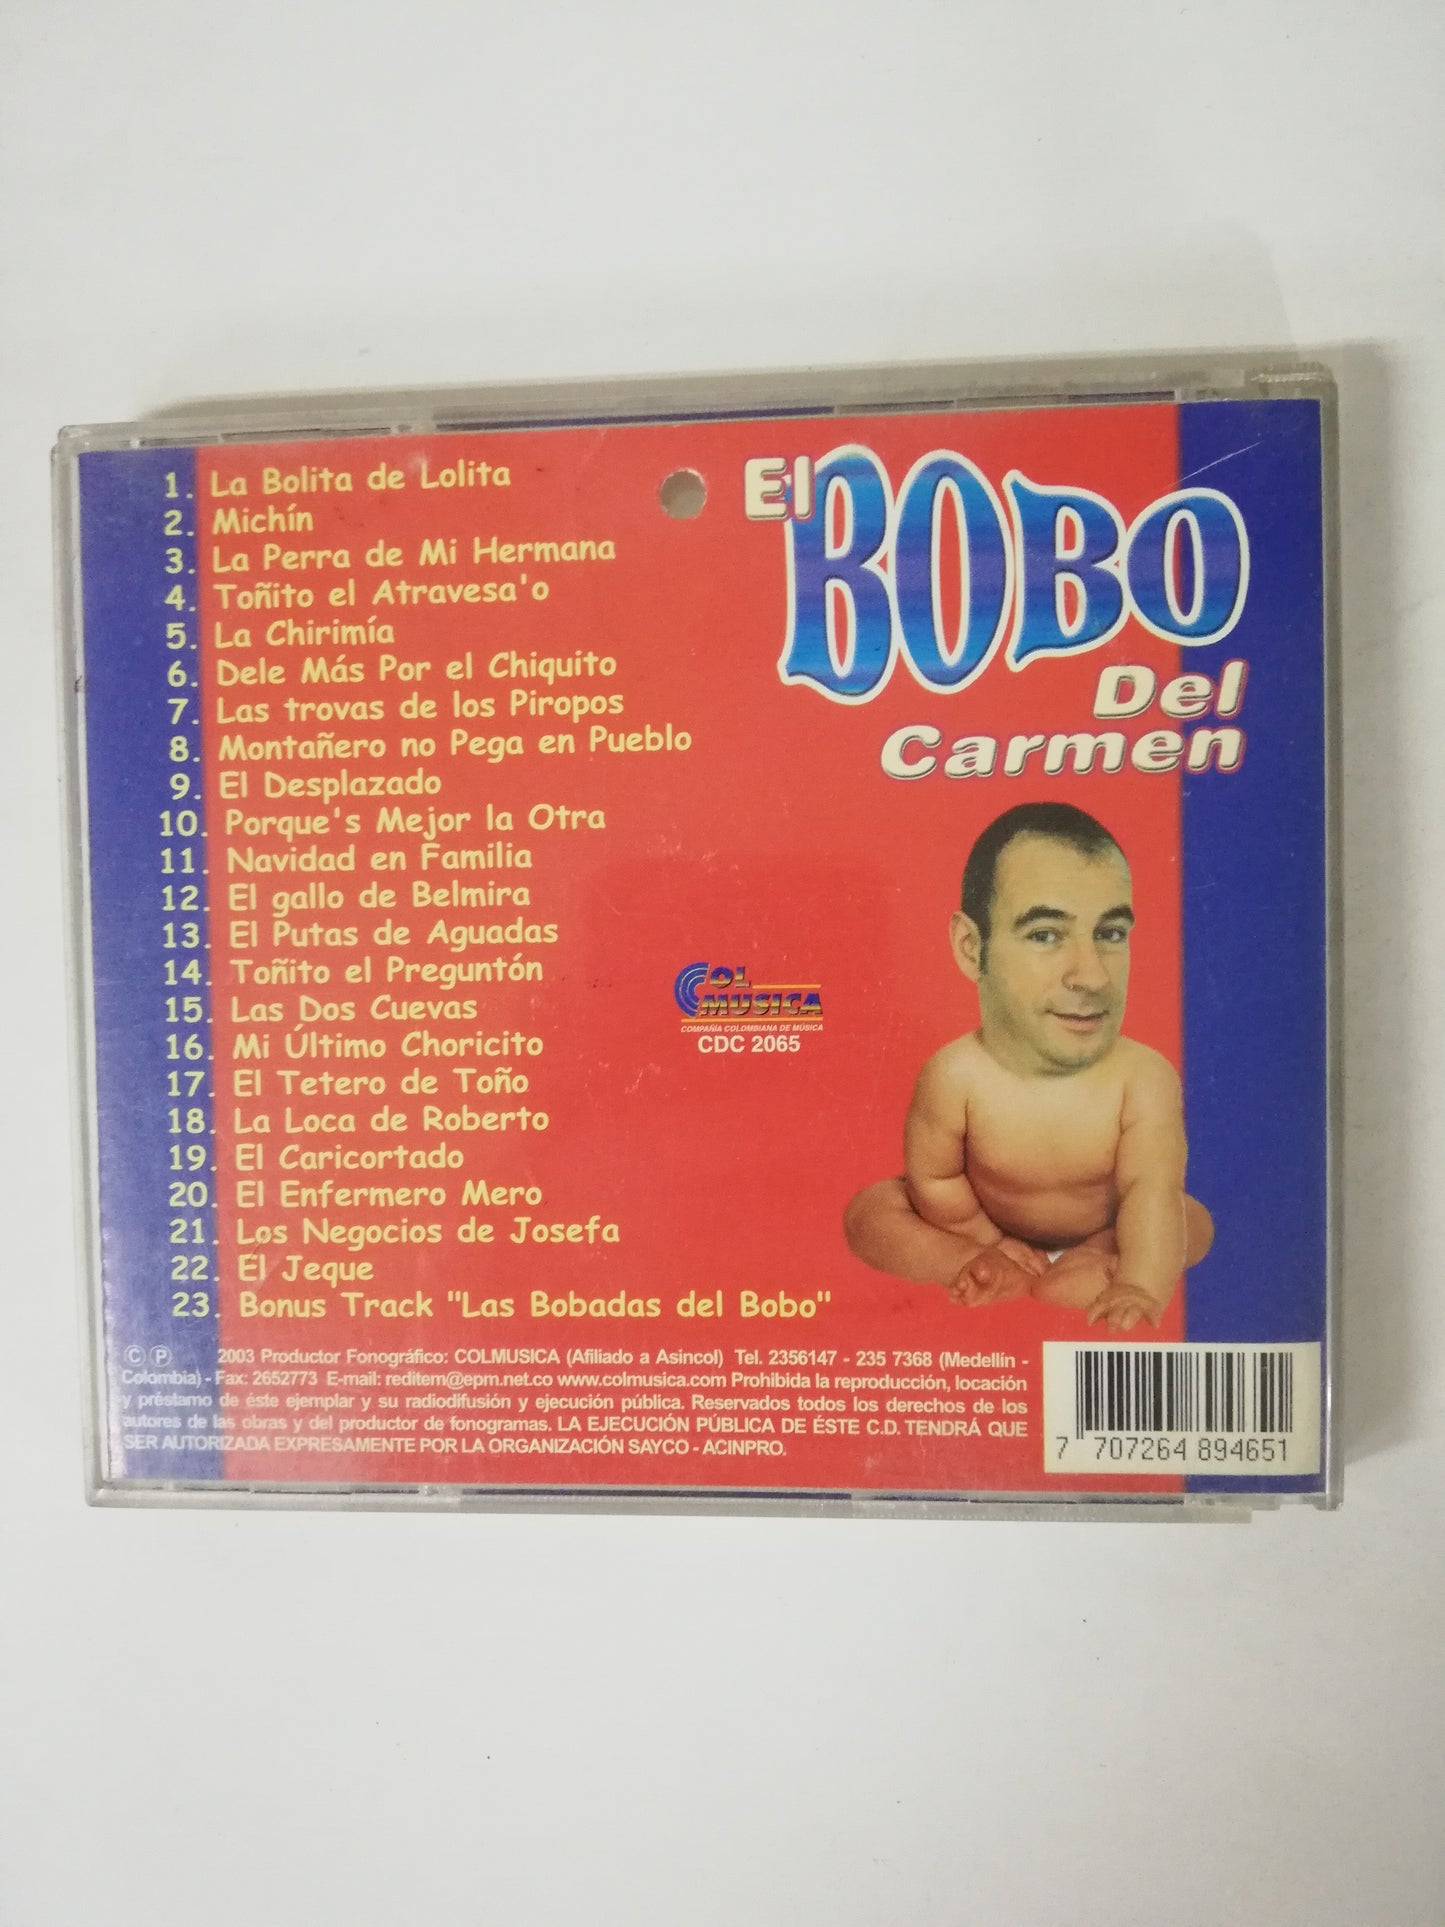 1. La Bolita de Lolita
2. Michín
3. La Perra de Mi Hermana
4. Toñito el Atravesa'o
5. La Chirimía
6. Dele Más Por el Chiquito
7. Las trovas de los Piropos
8. Montañero no Pega en Pueblo
9. El Desplazado
10. Porque's Mejor la Otra
11. Navidad en Familia
12. El gallo de Belmira
13. El Putas de Aguadas
14. Toñito el Preguntón
15. Las Dos Cuevas
16. Mi Último Choricito
17. El Tetero de Toño
18. La Loca de Roberto
19. El Caricortado
20. El Enfermero Mero
21. Los Negocios de Josefa
22. El Jeque
23. Bonus Track "Las Bobadas del Bobo"
El BOBO
Del
Carmen
COL
MUSICA
COMPAÑIA COLOMBIANA DE MÚSICA
CDC 2065
© ℗ 2003 Productor Fonográfico: COLMUSICA (Afiliado a Asincol) Tel. 2356147 - 235 7368 (Medellín -
Colombia) - Fax: 2652773 E-mail: reditem@epm.net.co www.colmusica.com Prohibida la reproducción, locación
y préstamo de éste ejemplar y su radiodifusión y ejecución pública. Reservados todos los derechos de los
autores de las obras y del productor de fonogramas. LA EJECUCIÓN PÚBLICA DE ÉSTE C.D. TENDRÁ QUE
SER AUTORIZADA EXPRESAMENTE POR LA ORGANIZACIÓN SAYCO - ACINPRO.
7 707264 894651